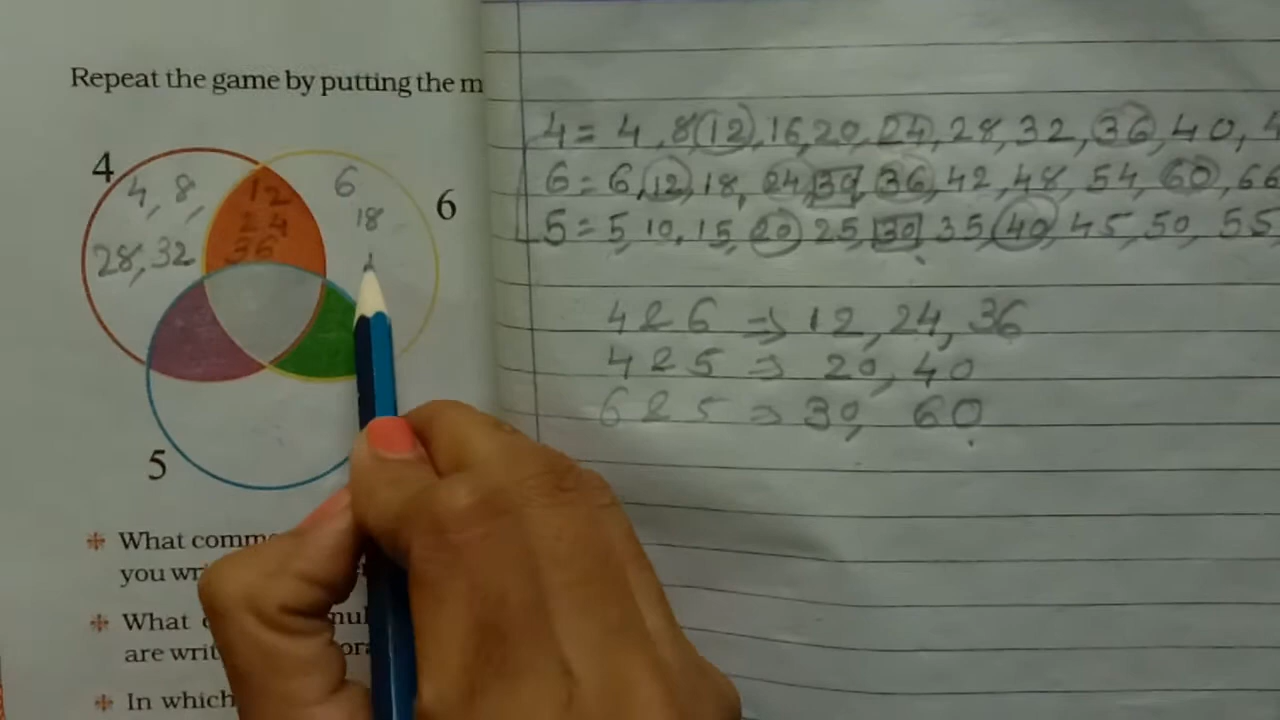 Repeat the game by putting the m
4
4, 8,
28, 32
12
24
36
6
18
6
5
4 = 4, 8, 12, 16, 20, 24, 28, 32, 36, 40, 4
6 = 6, 12, 18, 24, 30, 36, 42, 48, 54, 60, 66
5 = 5, 10, 15, 20, 25, 30, 35, 40, 45, 50, 55,
4 & 6 ⇒ 12, 24, 36
4 & 5 ⇒ 20, 40
6 & 5 ⇒ 30, 60
What comm
you wr
What mul
are writ
In which